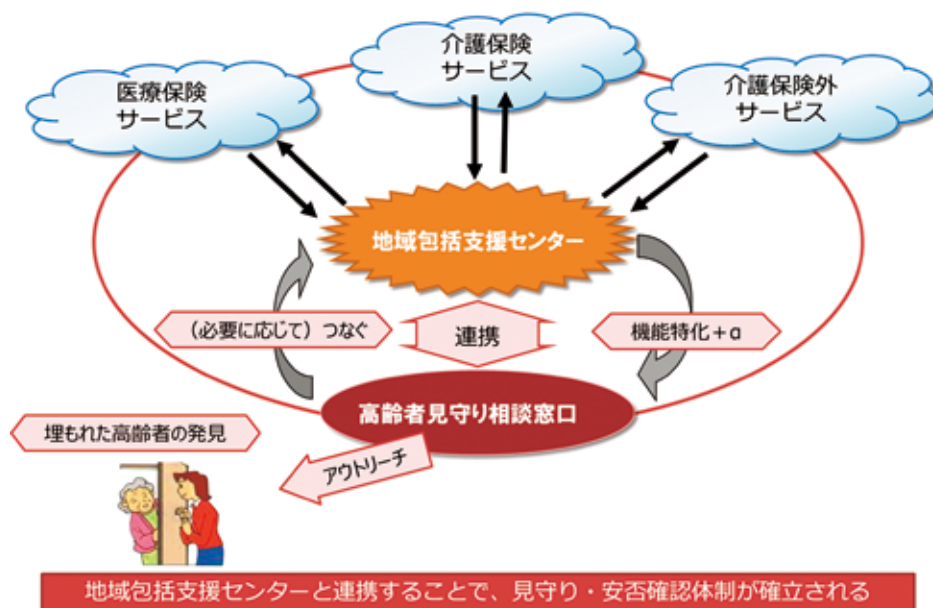 介護保険
サービス
医療保険
サービス
介護保険外
サービス
地域包括支援センター
(必要に応じて)つなぐ
連携
機能特化+α
高齢者見守り相談窓口
埋もれた高齢者の発見
アウトリーチ
地域包括支援センターと連携することで、見守り・安否確認体制が確立される